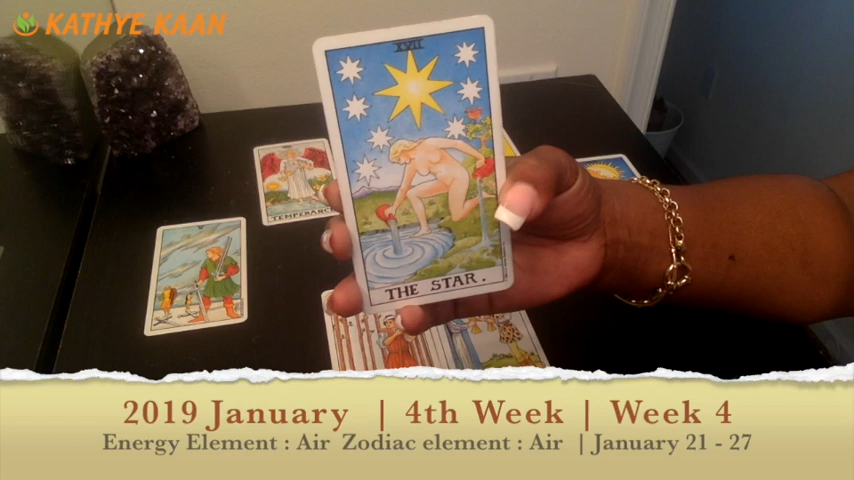 KATHYE KAAN
XVII
THE STAR.
TEMPERANCE
2019 January | 4th Week | Week 4
Energy Element : Air Zodiac element : Air | January 21 - 27